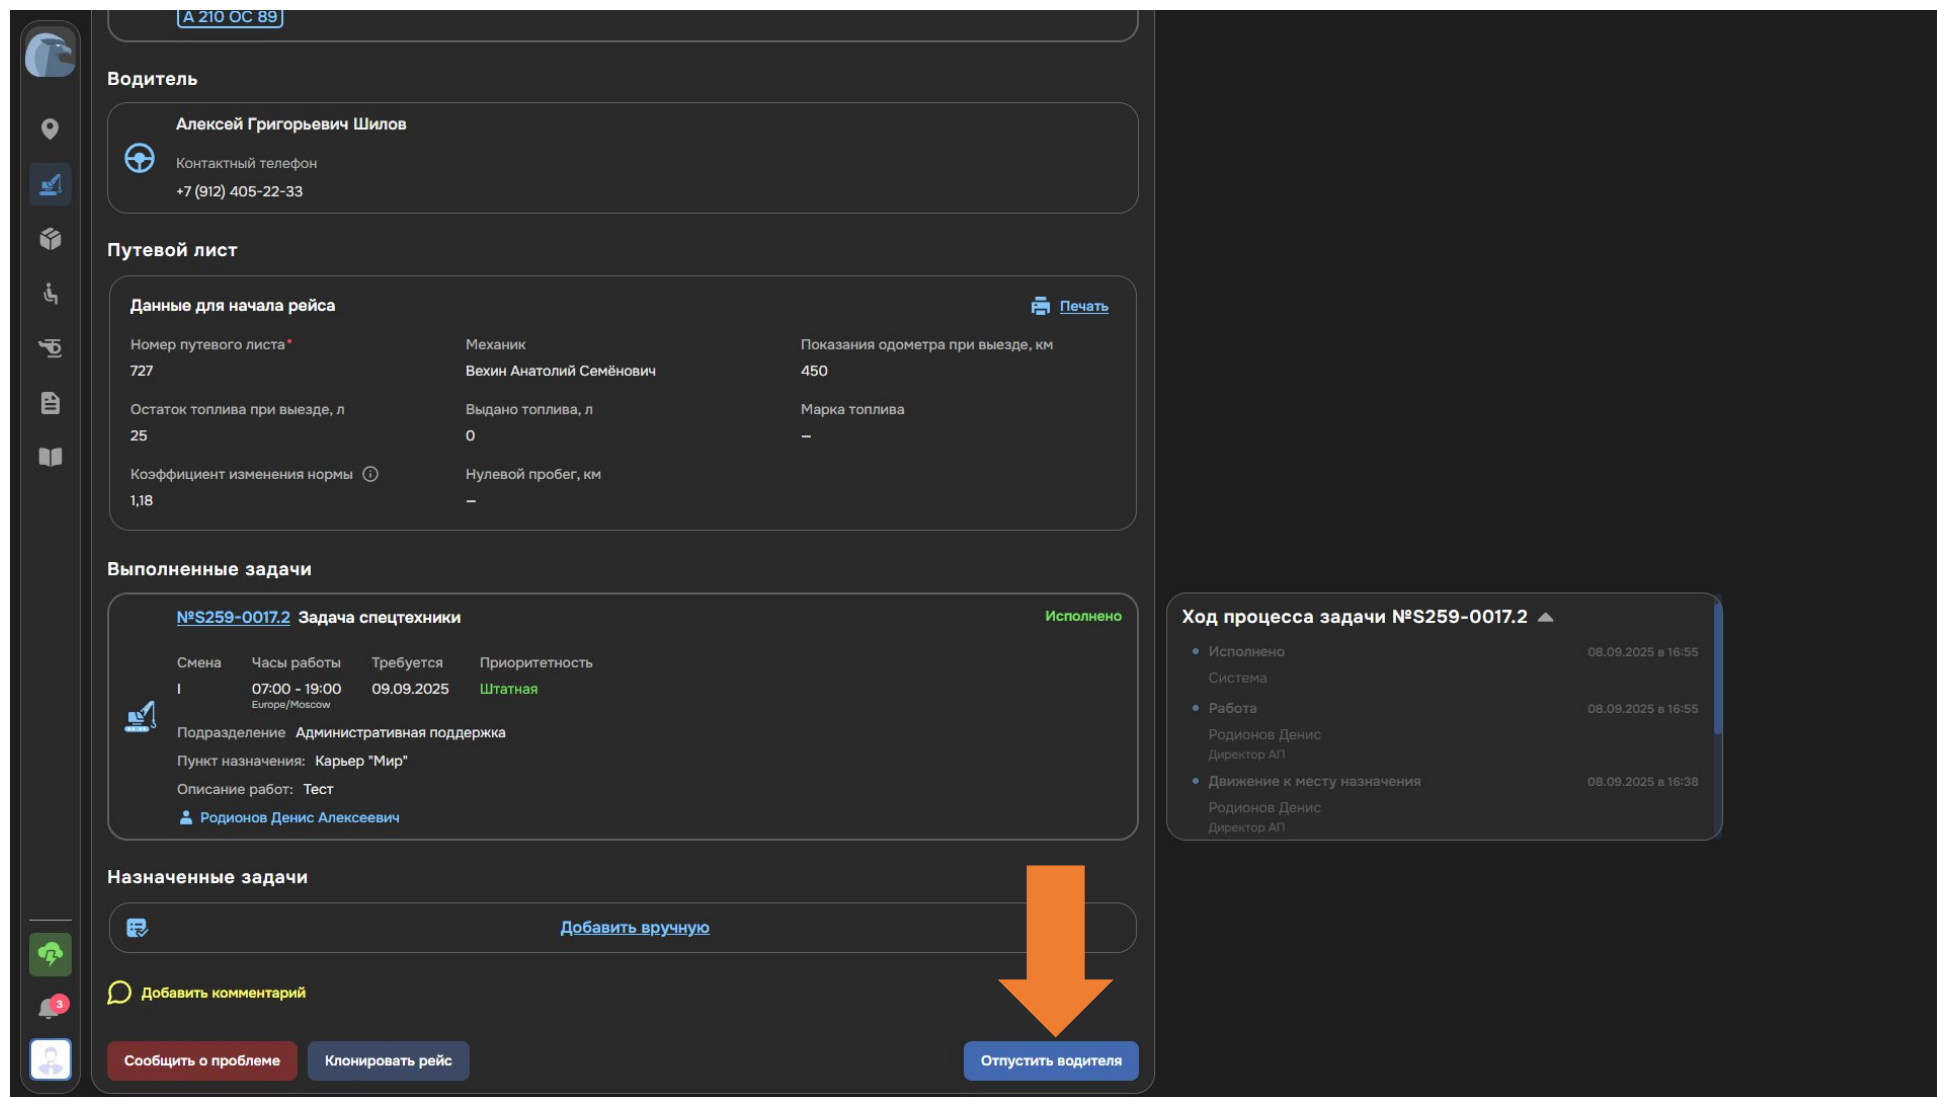 А 210 ОС 89
Водитель
Алексей Григорьевич Шилов
Контактный телефон
+7 (912) 405-22-33
Путевой лист
Данные для начала рейса
Печать
Номер путевого листа*
Механик
Показания одометра при выезде, км
727
Вехин Анатолий Семёнович
450
Остаток топлива при выезде, л
Выдано топлива, л
Марка топлива
25
0
–
Коэффициент изменения нормы
Нулевой пробег, км
1,18
–
Выполненные задачи
№S259-0017.2 Задача спецтехники
Исполнено
Смена
Часы работы
Требуется
Приоритетность
I
07:00 - 19:00
09.09.2025
Штатная
Europe/Moscow
Подразделение Административная поддержка
Пункт назначения: Карьер "Мир"
Описание работ: Тест
Родионов Денис Алексеевич
Ход процесса задачи №S259-0017.2
Исполнено
08.09.2025 в 16:55
Система
Работа
08.09.2025 в 16:55
Родионов Денис
Директор АП
Движение к месту назначения
08.09.2025 в 16:38
Родионов Денис
Директор АП
Назначенные задачи
Добавить вручную
Добавить комментарий
3
Сообщить о проблеме
Клонировать рейс
Отпустить водителя